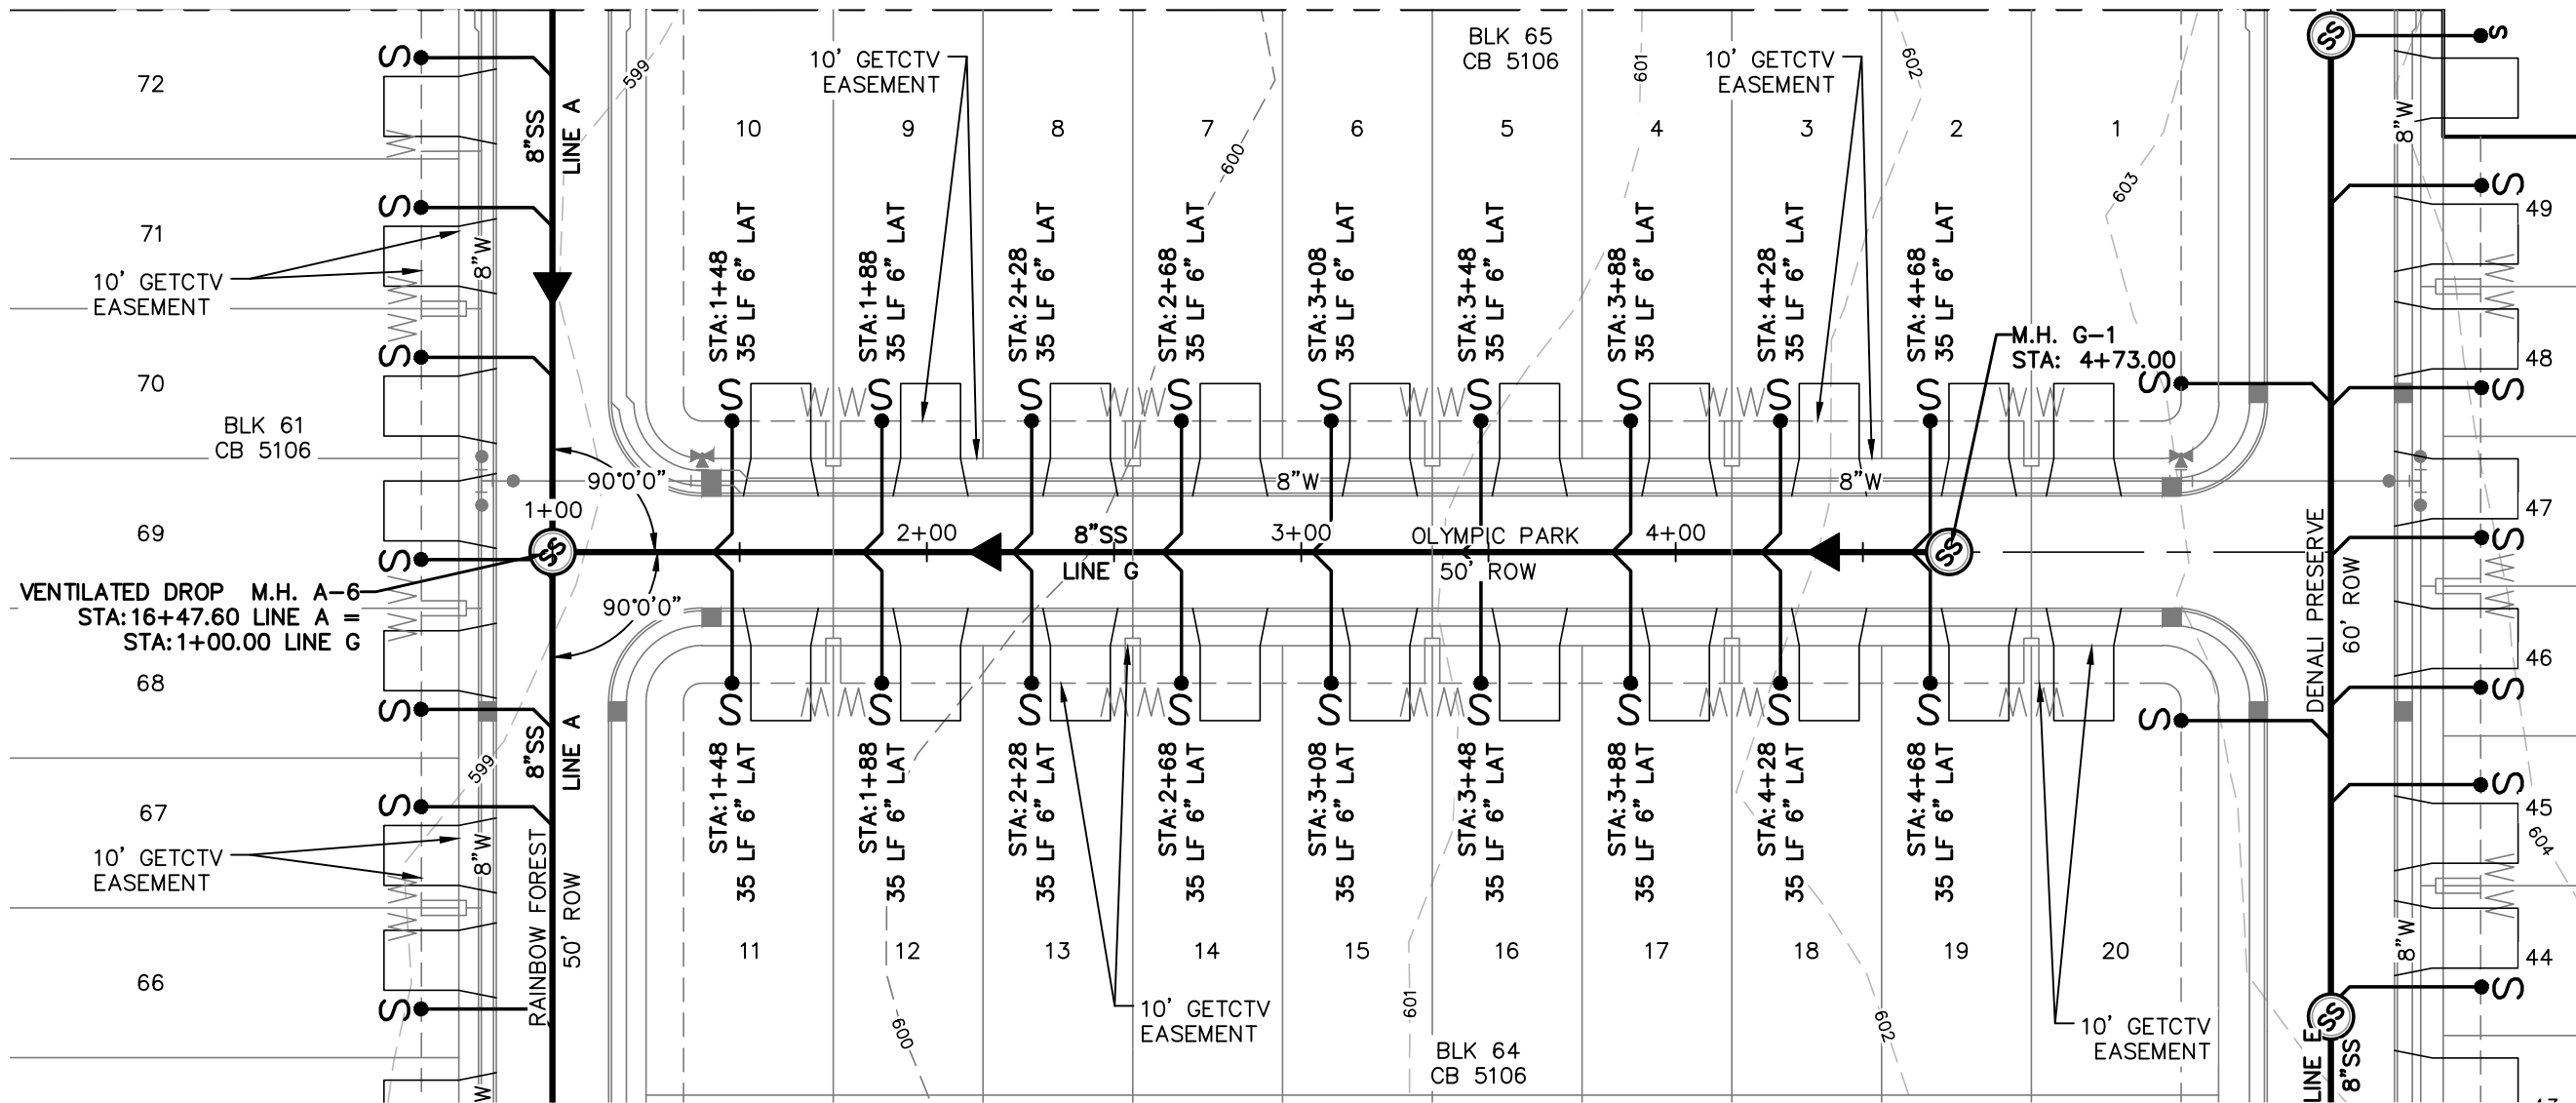 72
71
70
69
68
67
66
10' GETCTV
EASEMENT
BLK 61
CB 5106
VENTILATED DROP M.H. A-6
STA:16+47.60 LINE A =
STA:1+00.00 LINE G
10' GETCTV
EASEMENT
S
S
S
S
S
S
S
8"W
8"W
W
8"SS
LINE A
8"SS
LINE A
RAINBOW FOREST
50' ROW
599
599
1+00
SS
90°0'0"
90°0'0"
10' GETCTV
EASEMENT
BLK 65
CB 5106
10' GETCTV
EASEMENT
600
601
602
603
10
9
8
7
6
5
4
3
2
1
STA:1+48
35 LF 6" LAT
STA:1+88
35 LF 6" LAT
STA:2+28
35 LF 6" LAT
STA:2+68
35 LF 6" LAT
STA:3+08
35 LF 6" LAT
STA:3+48
35 LF 6" LAT
STA:3+88
35 LF 6" LAT
STA:4+28
35 LF 6" LAT
STA:4+68
35 LF 6" LAT
M.H. G-1
STA: 4+73.00
S W W S S W W S S W W S S W W S S W W S
8"W
8"W
2+00
8"SS
LINE G
3+00
OLYMPIC PARK
50' ROW
4+00
SS
S W W S S W W S S W W S S W W S S W W S
STA:1+48
35 LF 6" LAT
STA:1+88
35 LF 6" LAT
STA:2+28
35 LF 6" LAT
STA:2+68
35 LF 6" LAT
STA:3+08
35 LF 6" LAT
STA:3+48
35 LF 6" LAT
STA:3+88
35 LF 6" LAT
STA:4+28
35 LF 6" LAT
STA:4+68
35 LF 6" LAT
11
12
13
14
15
16
17
18
19
20
10' GETCTV
EASEMENT
10' GETCTV
EASEMENT
BLK 64
CB 5106
600
601
602
DENALI PRESERVE
60' ROW
SS
SS
LINE E
8"SS
8"W
8"W
S
S
S
S
S
S
S
49
48
47
46
45
44
604